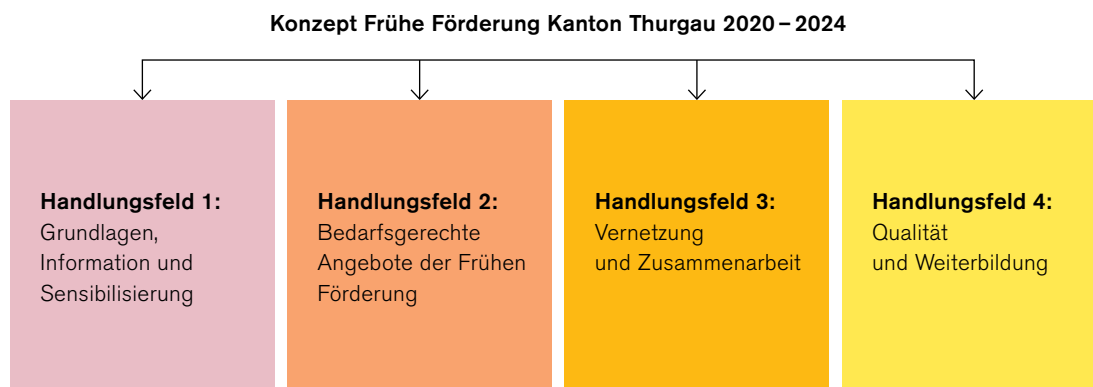 Konzept Frühe Förderung Kanton Thurgau 2020 – 2024
Handlungsfeld 1:
Grundlagen,
Information und
Sensibilisierung
Handlungsfeld 2:
Bedarfsgerechte
Angebote der Frühen
Förderung
Handlungsfeld 3:
Vernetzung
und Zusammenarbeit
Handlungsfeld 4:
Qualität
und Weiterbildung